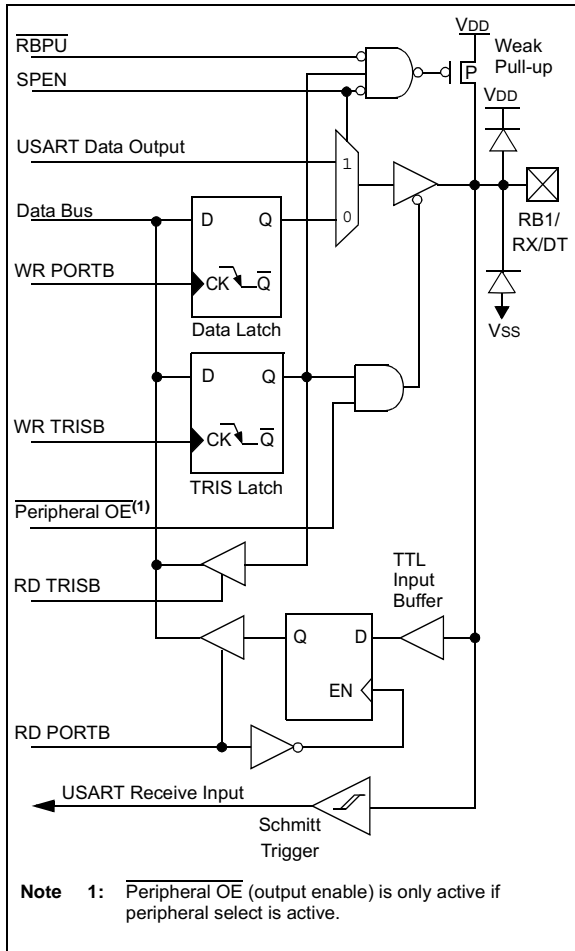 VDD
RBPU
Weak
Pull-up
P
SPEN
VDD
USART Data Output
1
Data Bus
D Q
0
RB1/
RX/DT
WR PORTB
CK Q
Data Latch
VSS
D Q
WR TRISB
CK Q
TRIS Latch
Peripheral OE(1)
TTL
Input
Buffer
RD TRISB
Q D
EN
RD PORTB
USART Receive Input
Schmitt
Trigger
Note 1: Peripheral OE (output enable) is only active if
peripheral select is active.